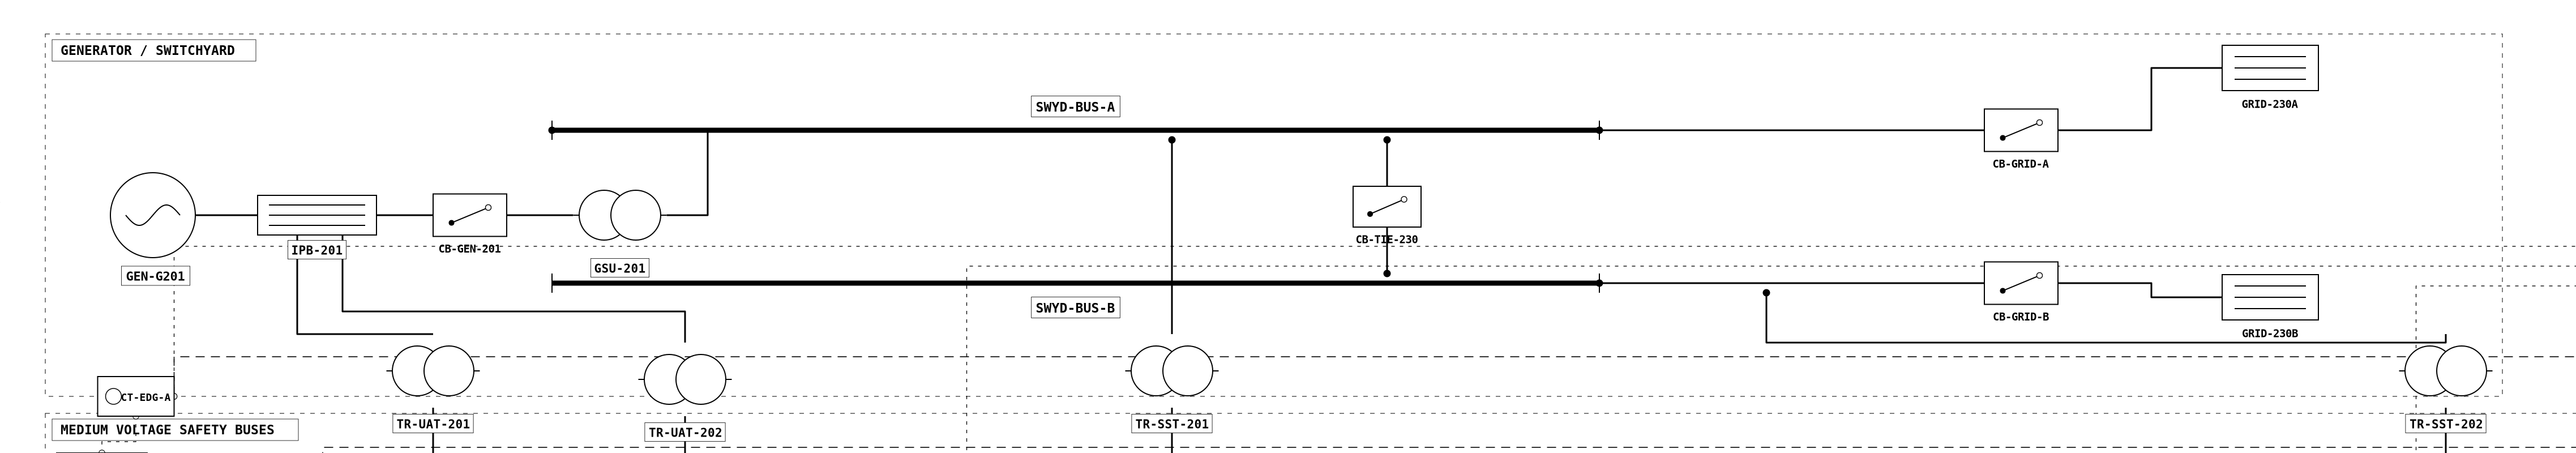 GENERATOR / SWITCHYARD
SWYD-BUS-A
GRID-230A
CB-GRID-A
IPB-201
CB-GEN-201
CB-TIE-230
GEN-G201
GSU-201
SWYD-BUS-B
CB-GRID-B
GRID-230B
CT-EDG-A
TR-UAT-201
TR-UAT-202
TR-SST-201
TR-SST-202
MEDIUM VOLTAGE SAFETY BUSES